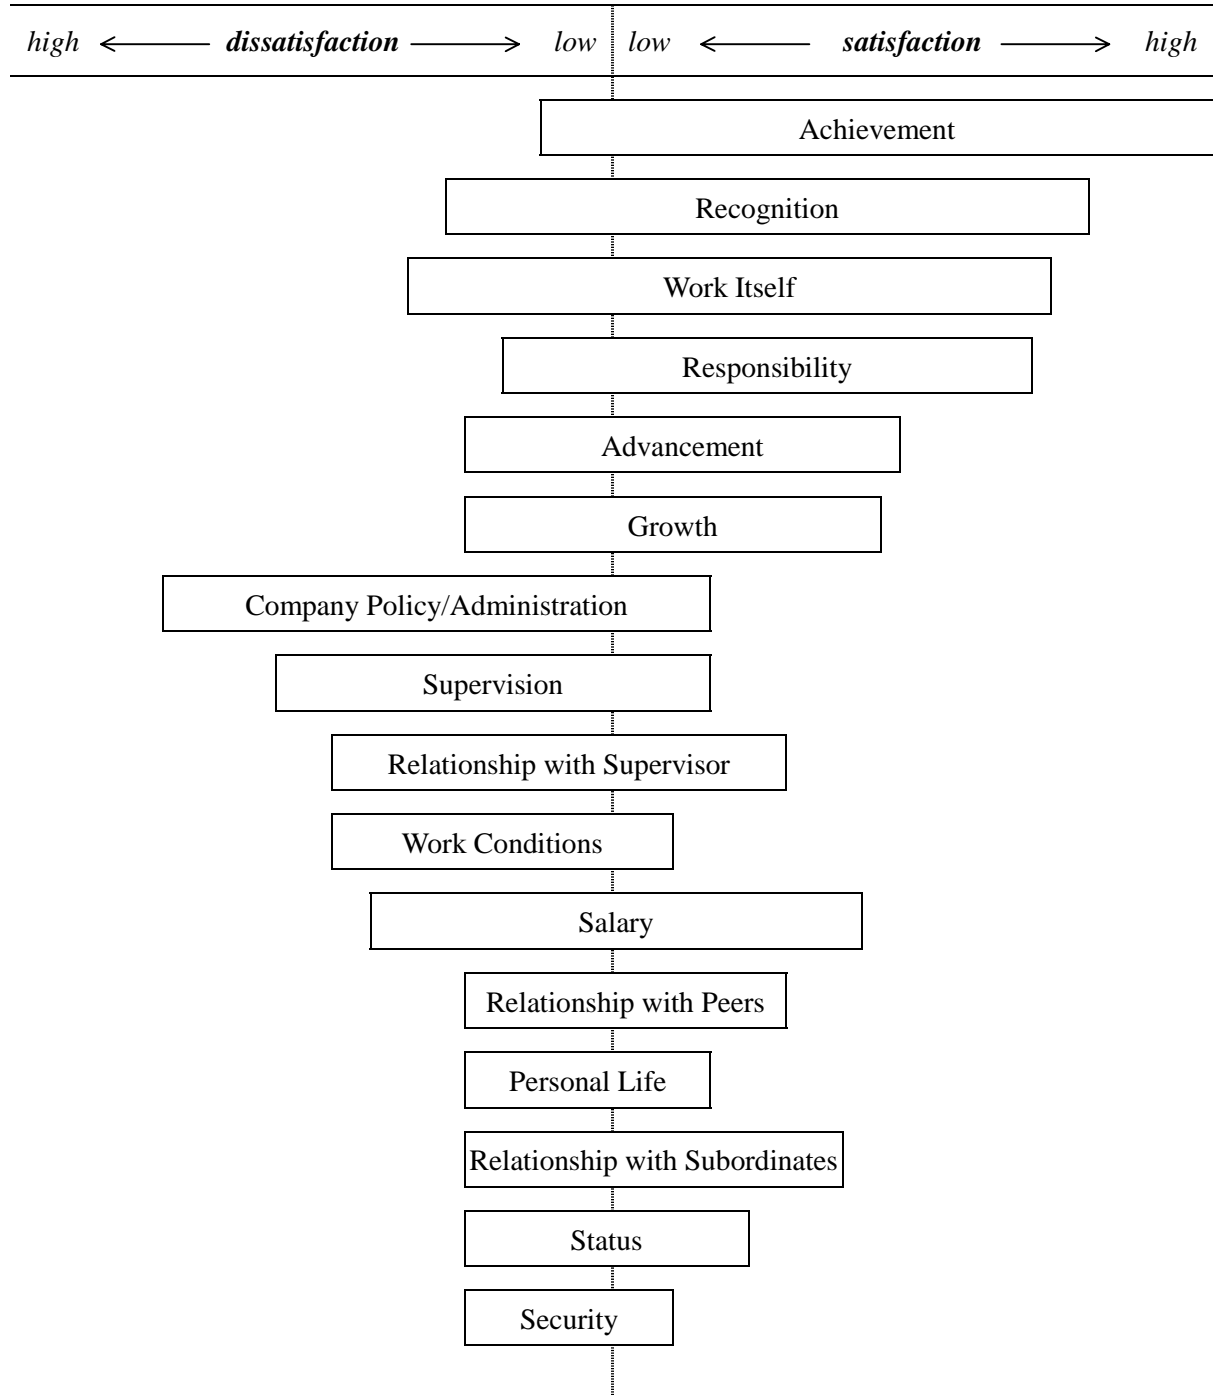 high dissatisfaction low low satisfaction high
Achievement
Recognition
Work Itself
Responsibility
Advancement
Growth
Company Policy/Administration
Supervision
Relationship with Supervisor
Work Conditions
Salary
Relationship with Peers
Personal Life
Relationship with Subordinates
Status
Security